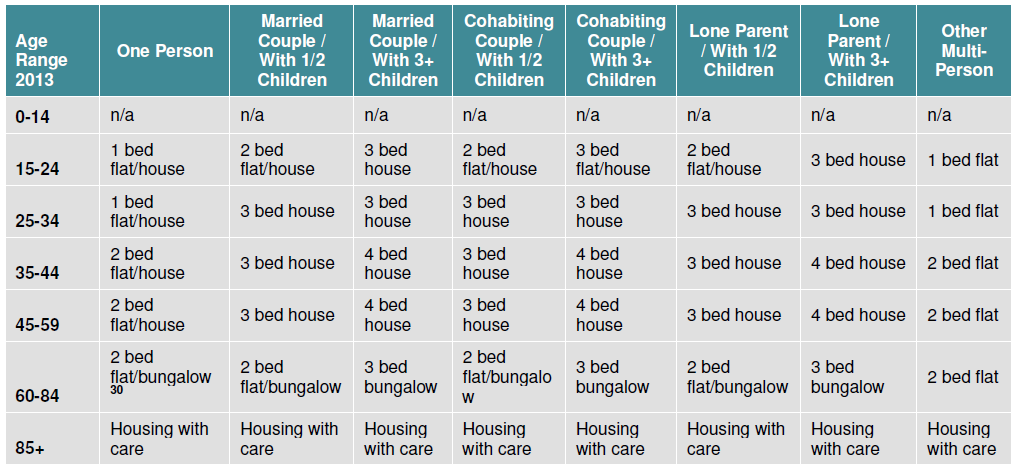 Age
Range
2013
One Person
Married
Couple /
With 1/2
Children
Married
Couple /
With 3+
Children
Cohabiting
Couple /
With 1/2
Children
Cohabiting
Couple /
With 3+
Children
Lone Parent
/ With 1/2
Children
Lone
Parent /
With 3+
Children
Other
Multi-
Person
0-14
n/a
n/a
n/a
n/a
n/a
n/a
n/a
n/a
15-24
1 bed
flat/house
2 bed
flat/house
3 bed
house
2 bed
flat/house
3 bed
flat/house
2 bed
flat/house
3 bed house
1 bed flat
25-34
1 bed
flat/house
3 bed house
3 bed
house
3 bed
house
3 bed
house
3 bed house
3 bed house
1 bed flat
35-44
2 bed
flat/house
3 bed house
4 bed
house
3 bed
house
4 bed
house
3 bed house
4 bed house
2 bed flat
45-59
2 bed
flat/house
3 bed house
4 bed
house
3 bed
house
4 bed
house
3 bed house
4 bed house
2 bed flat
60-84
2 bed
flat/bungalow
30
2 bed
flat/bungalow
3 bed
bungalow
2 bed
flat/bungalo
w
3 bed
bungalow
2 bed
flat/bungalow
3 bed
bungalow
2 bed flat
85+
Housing with
care
Housing with
care
Housing
with care
Housing
with care
Housing
with care
Housing with
care
Housing
with care
Housing
with care